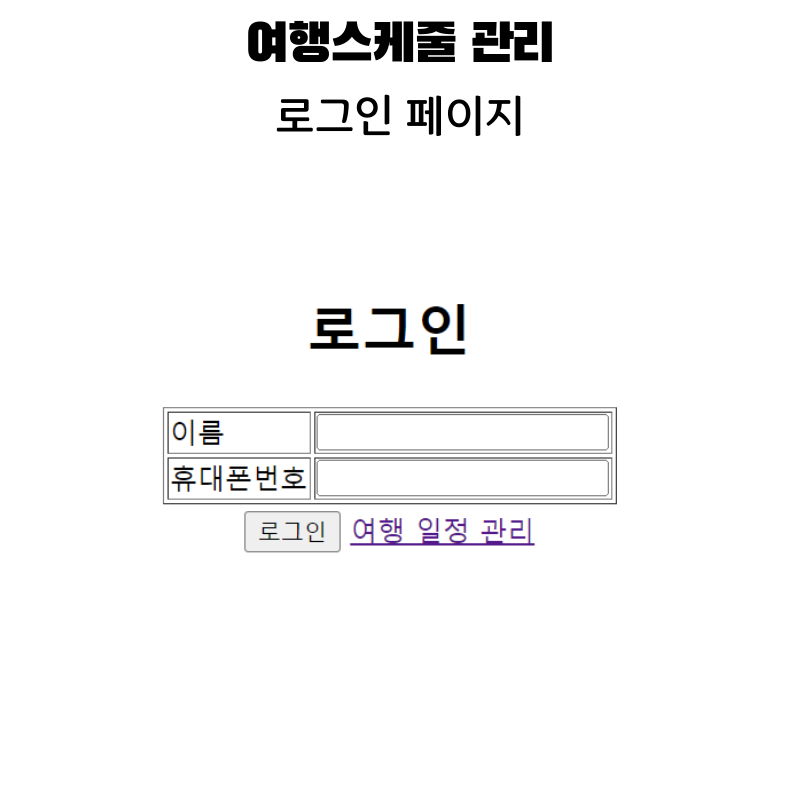 여행스케줄 관리
로그인 페이지
로그인
이름
휴대폰번호
로그인 여행 일정 관리